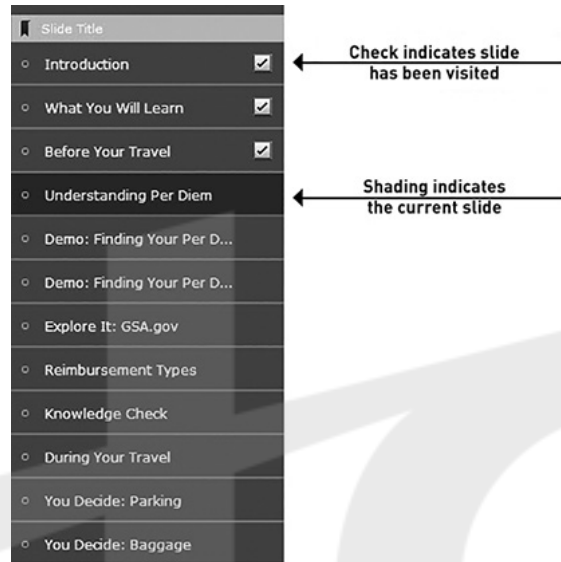 Slide Title
Introduction
Check indicates slide
has been visited
What You Will Learn
Before Your Travel
Understanding Per Diem
Shading indicates
the current slide
Demo: Finding Your Per D...
Demo: Finding Your Per D...
Explore It: GSA.gov
Reimbursement Types
Knowledge Check
During Your Travel
You Decide: Parking
You Decide: Baggage